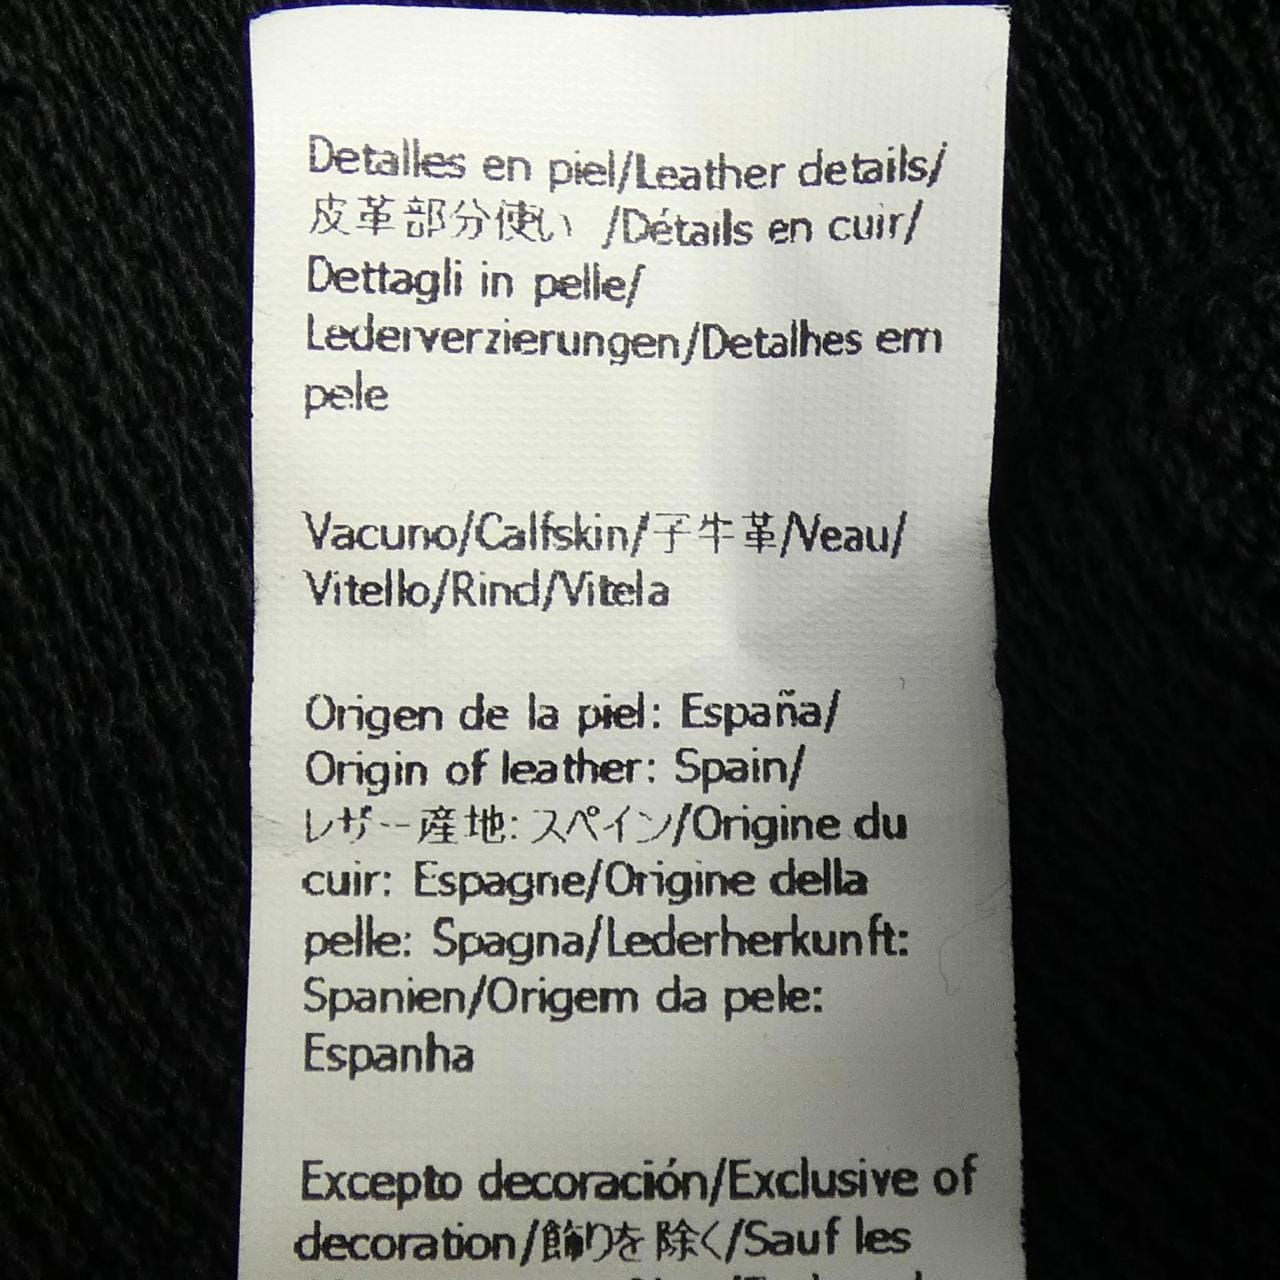 Detalles en piel/Leather details/
皮革部分使い /Détails en cuir/
Dettagli in pelle/
Lederverzierungen/Detalhes em
pele
Vacuno/Calfskin/子牛革/Veau/
Vitello/Rind/Vitela
Origen de la piel: España/
Origin of leather: Spain/
レザー産地: スペイン/Origine du
cuir: Espagne/Origine della
pelle: Spagna/Lederherkunft:
Spanien/Origem da pele:
Espanha
Excepto decoración/Exclusive of
decoration/飾りを除く/Sauf les